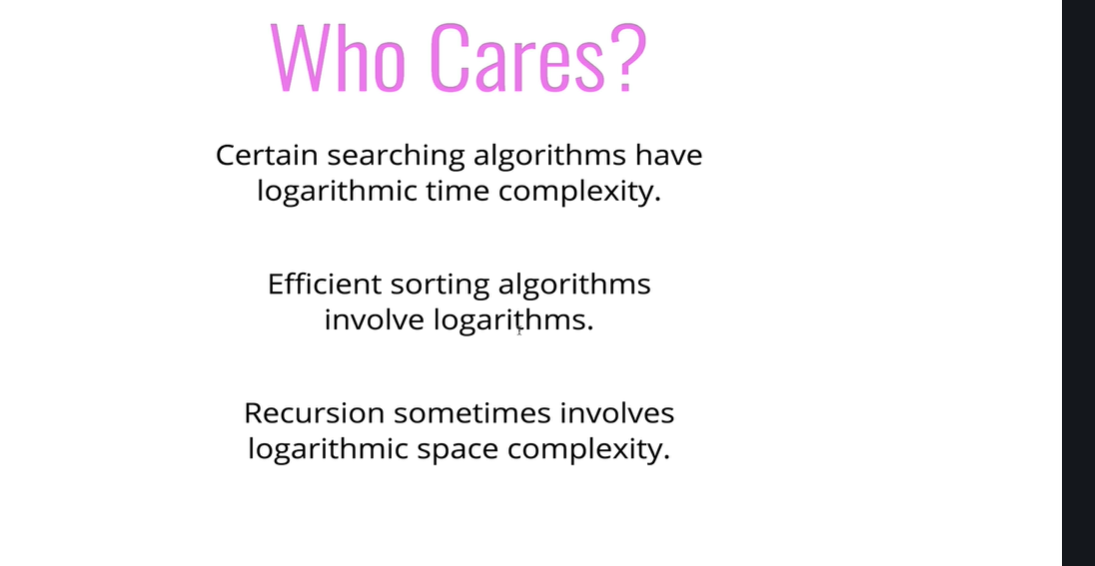 Who Cares?
Certain searching algorithms have
logarithmic time complexity.
Efficient sorting algorithms
involve logarithms.
Recursion sometimes involves
logarithmic space complexity.